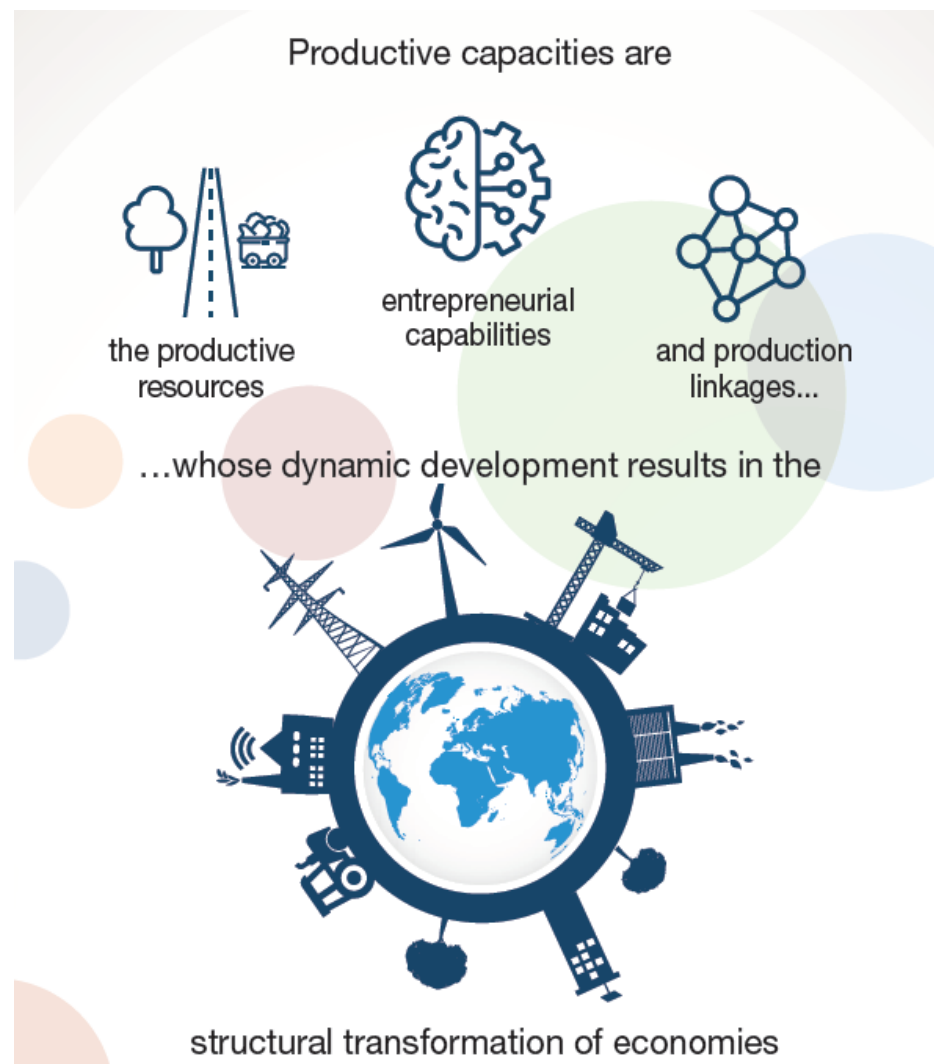 Productive capacities are
the productive
resources
entrepreneurial
capabilities
and production
linkages...
...whose dynamic development results in the
structural transformation of economies